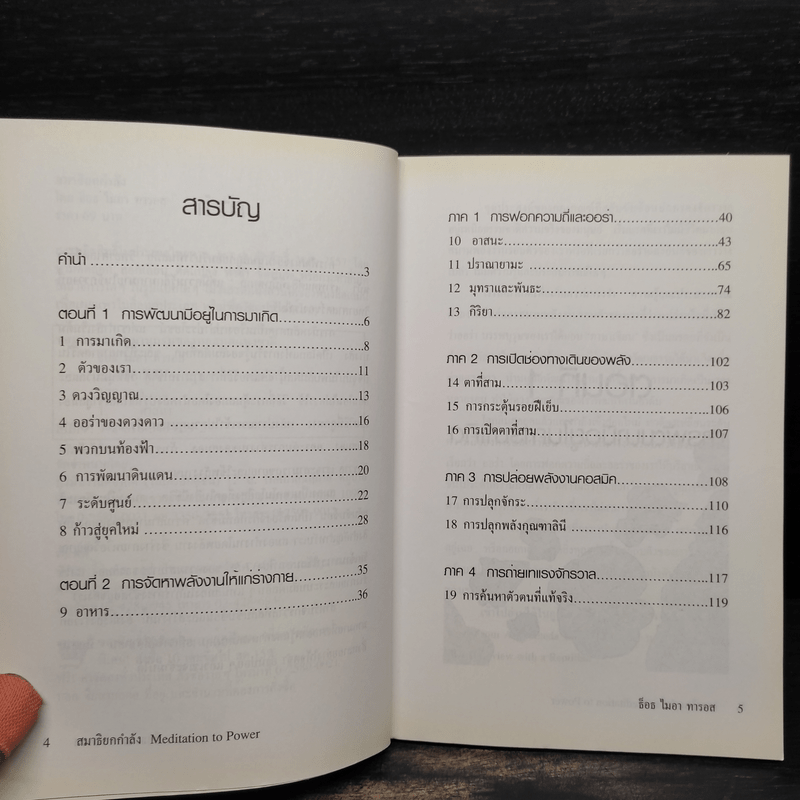 สารบัญ
คำนำ ........................................................3
ตอนที่ 1 การพัฒนามีอยู่ในการมาเกิด....................6
1 การมาเกิด........................................................8
2 ตัวของเรา........................................................11
3 ดวงวิญญาณ........................................................13
4 ออร่าของดวงดาว ........................................................16
5 พวกบนท้องฟ้า........................................................18
6 การพัฒนาดินแดน........................................................20
7 ระดับศูนย์........................................................22
8 ก้าวสู่ยุคใหม่ ........................................................28
ตอนที่ 2 การจัดหาพลังงานให้แก่ร่างกาย...............35
9 อาหาร........................................................36
4 สมาธิยกกำลัง Meditation to Power
ภาค 1 การฟอกความถี่และออร่า..........................40
10 อาสนะ........................................................43
11 ปราณายามะ ........................................................65
12 มุทราและพันธะ........................................................74
13 กิริยา........................................................82
ภาค 2 การเปิดช่องทางเดินของพลัง....................102
14 ตาที่สาม........................................................103
15 การกระตุ้นรอยฝีเย็บ........................................................106
16 การเปิดตาที่สาม........................................................107
ภาค 3 การปล่อยพลังงานคอสมิค.........................108
17 การปลุกจักระ........................................................110
18 การปลุกพลังกุณฑาลินี ........................................................116
ภาค 4 การถ่ายเทแรงจักรวาล............................117
19 การค้นหาตัวตนที่แท้จริง........................................................119
ธ็อธ ไมอา ทารอส 5